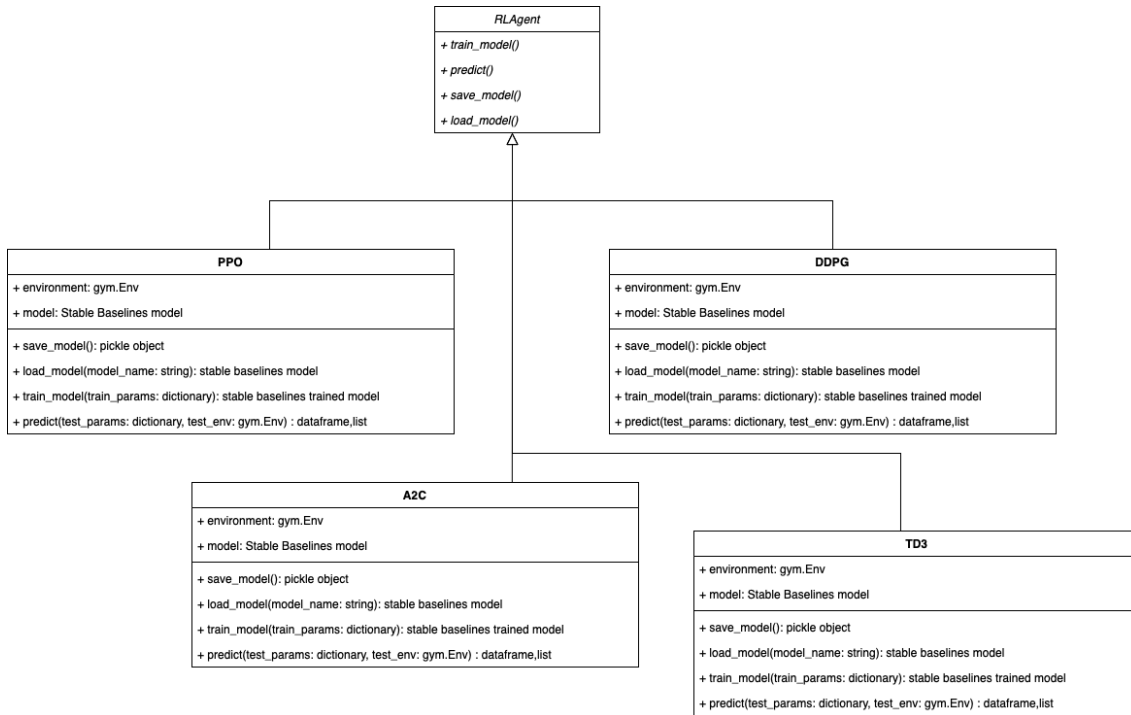 RLAgent
+ train_model()
+ predict()
+ save_model()
+ load_model()
PPO
+ environment: gym.Env
+ model: Stable Baselines model
+ save_model(): pickle object
+ load_model(model_name: string): stable baselines model
+ train_model(train_params: dictionary): stable baselines trained model
+ predict(test_params: dictionary, test_env: gym.Env) : dataframe,list
DDPG
+ environment: gym.Env
+ model: Stable Baselines model
+ save_model(): pickle object
+ load_model(model_name: string): stable baselines model
+ train_model(train_params: dictionary): stable baselines trained model
+ predict(test_params: dictionary, test_env: gym.Env) : dataframe,list
A2C
+ environment: gym.Env
+ model: Stable Baselines model
+ save_model(): pickle object
+ load_model(model_name: string): stable baselines model
+ train_model(train_params: dictionary): stable baselines trained model
+ predict(test_params: dictionary, test_env: gym.Env) : dataframe,list
TD3
+ environment: gym.Env
+ model: Stable Baselines model
+ save_model(): pickle object
+ load_model(model_name: string): stable baselines model
+ train_model(train_params: dictionary): stable baselines trained model
+ predict(test_params: dictionary, test_env: gym.Env) : dataframe,list